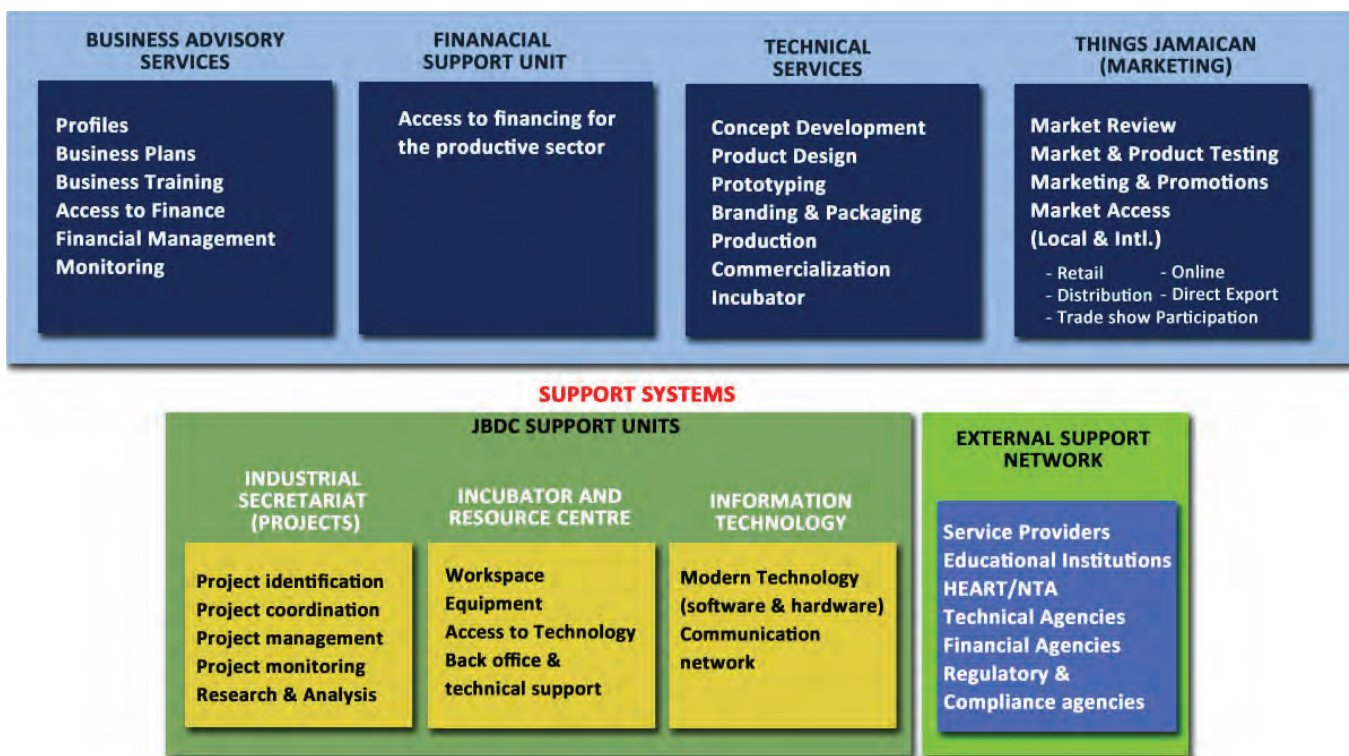 BUSINESS ADVISORY
SERVICES
Profiles
Business Plans
Business Training
Access to Finance
Financial Management
Monitoring
FINANACIAL
SUPPORT UNIT
Access to financing for
the productive sector
TECHNICAL
SERVICES
Concept Development
Product Design
Prototyping
Branding & Packaging
Production
Commercialization
Incubator
THINGS JAMAICAN
(MARKETING)
Market Review
Market & Product Testing
Marketing & Promotions
Market Access
(Local & Intl.)
- Retail - Online
- Distribution - Direct Export
- Trade show Participation
SUPPORT SYSTEMS
JBDC SUPPORT UNITS
INDUSTRIAL
SECRETARIAT
(PROJECTS)
Project identification
Project coordination
Project management
Project monitoring
Research & Analysis
INCUBATOR AND
RESOURCE CENTRE
Workspace
Equipment
Access to Technology
Back office &
technical support
INFORMATION
TECHNOLOGY
Modern Technology
(software & hardware)
Communication
network
EXTERNAL SUPPORT
NETWORK
Service Providers
Educational Institutions
HEART/NTA
Technical Agencies
Financial Agencies
Regulatory &
Compliance agencies